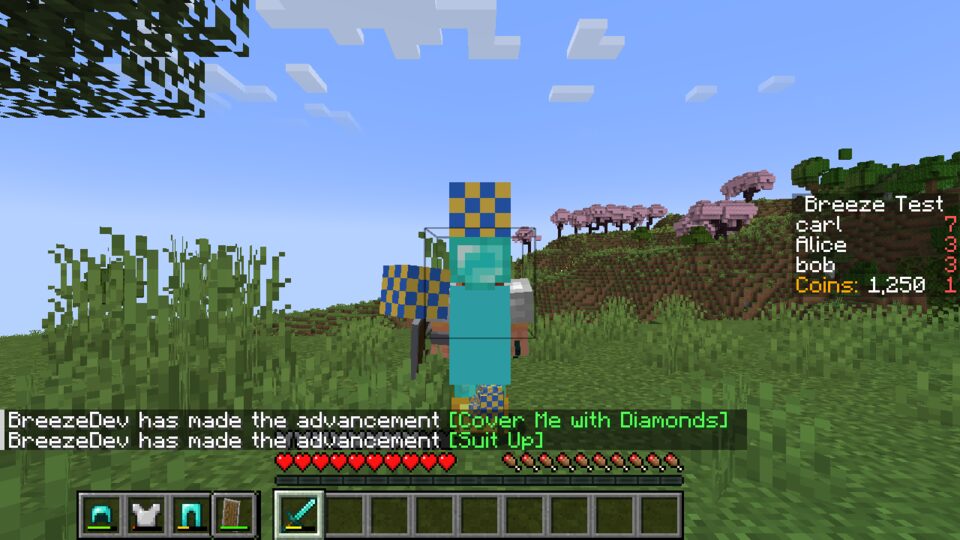 Breeze Test
carl 7
Alice 3
bob 3
Coins: 1,250 1
BreezeDev has made the advancement [Cover Me with Diamonds]
BreezeDev has made the advancement [Suit Up]